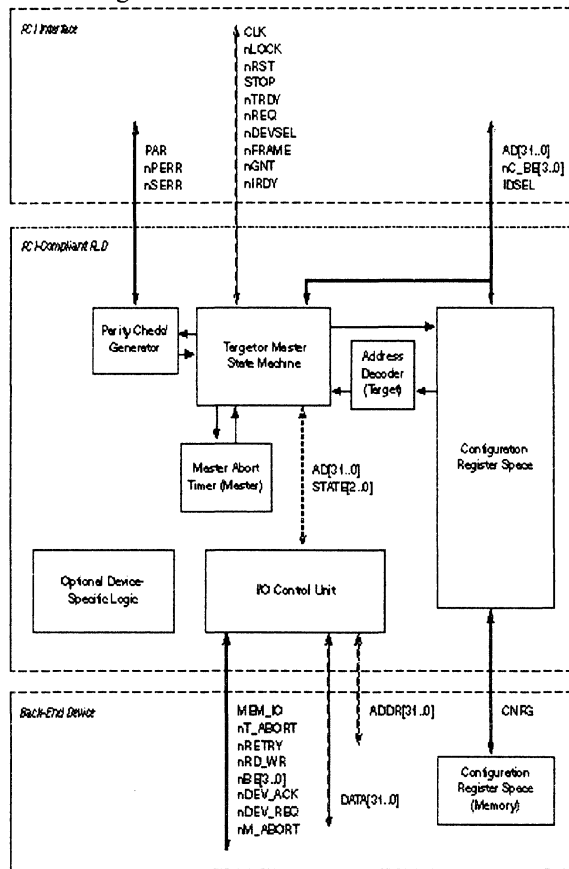 PCI Interface
CLK
nLOCK
nRST
STOP
nTRDY
nREQ
nDEVSEL
nFRAME
nGNT
nIRDY
PAR
nPERR
nSERR
AD[31..0]
nC_BE[3..0]
IDSEL
PCI-Compliant PLD
Parity Check/
Generator
Target or Master
State Machine
Address
Decoder
(Target)
Configuration
Register Space
Master Abort
Timer (Master)
AD[31..0]
STATE[2..0]
Optional Device-
Specific Logic
I/O Control Unit
Back-End Device
MEM_IO
nT_ABORT
nRETRY
nRD_WR
nBE[3..0]
nDEV_ACK
nDEV_REQ
nM_ABORT
ADDR[31..0]
DATA[31..0]
CNFG
Configuration
Register Space
(Memory)